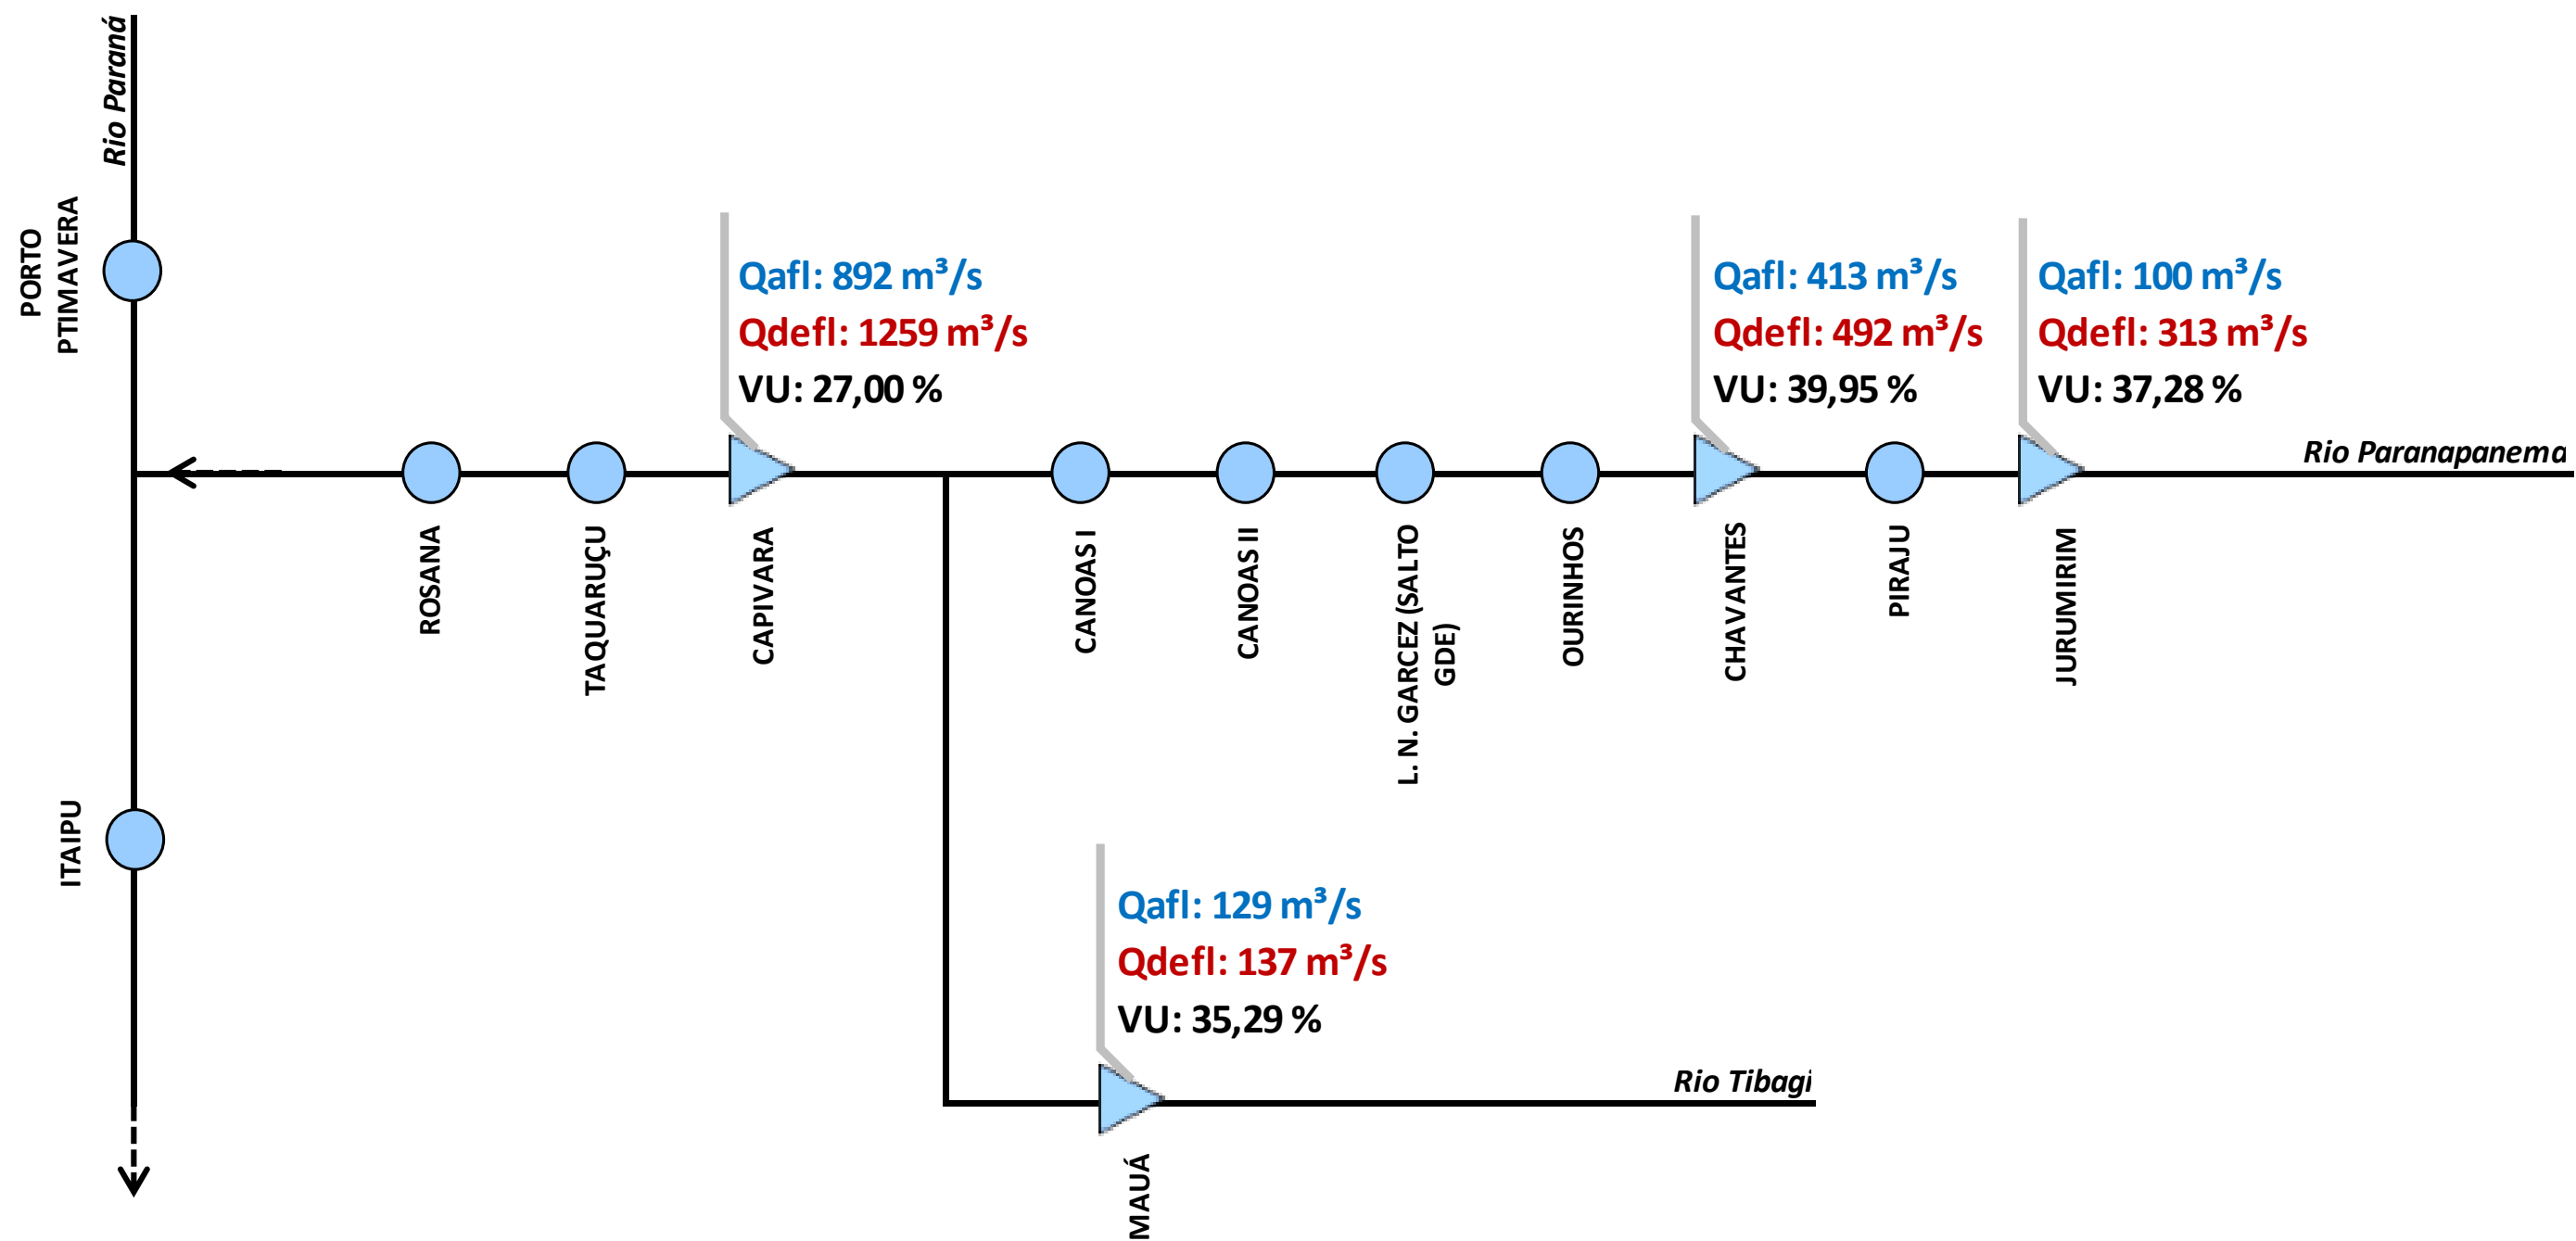 Rio Paraná
PORTO
PTIMAVERA
Qafl: 892 m³/s
Qdefl: 1259 m³/s
VU: 27,00 %
Qafl: 413 m³/s
Qdefl: 492 m³/s
VU: 39,95 %
Qafl: 100 m³/s
Qdefl: 313 m³/s
VU: 37,28 %
Rio Paranapanema
ROSANA
TAQUARUÇU
CAPIVARA
CANOAS I
CANOAS II
L. N. GARCEZ (SALTO
GDE)
OURINHOS
CHAVANTES
PIRAJU
JURUMIRIM
ITAIPU
Qafl: 129 m³/s
Qdefl: 137 m³/s
VU: 35,29 %
Rio Tibagi
MAUÁ